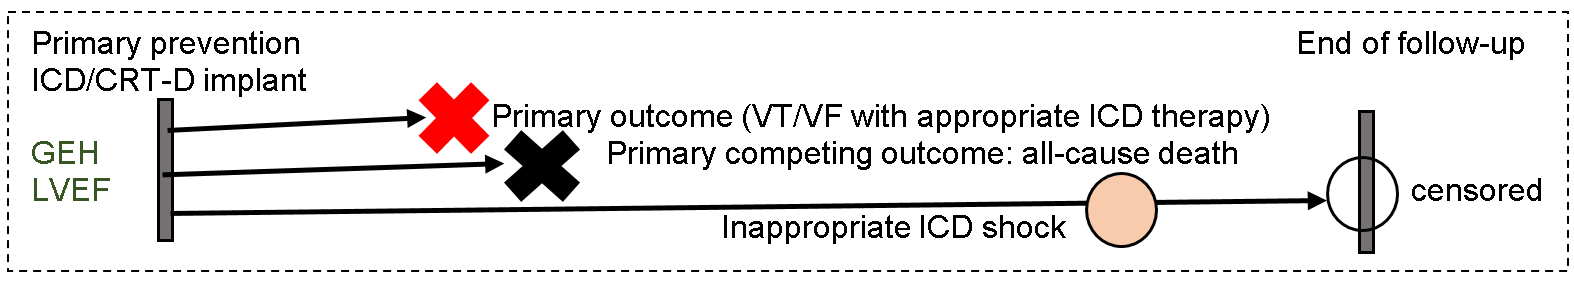 Primary prevention
ICD/CRT-D implant
End of follow-up
Primary outcome (VT/VF with appropriate ICD therapy)
GEH
LVEF
Primary competing outcome: all-cause death
censored
Inappropriate ICD shock